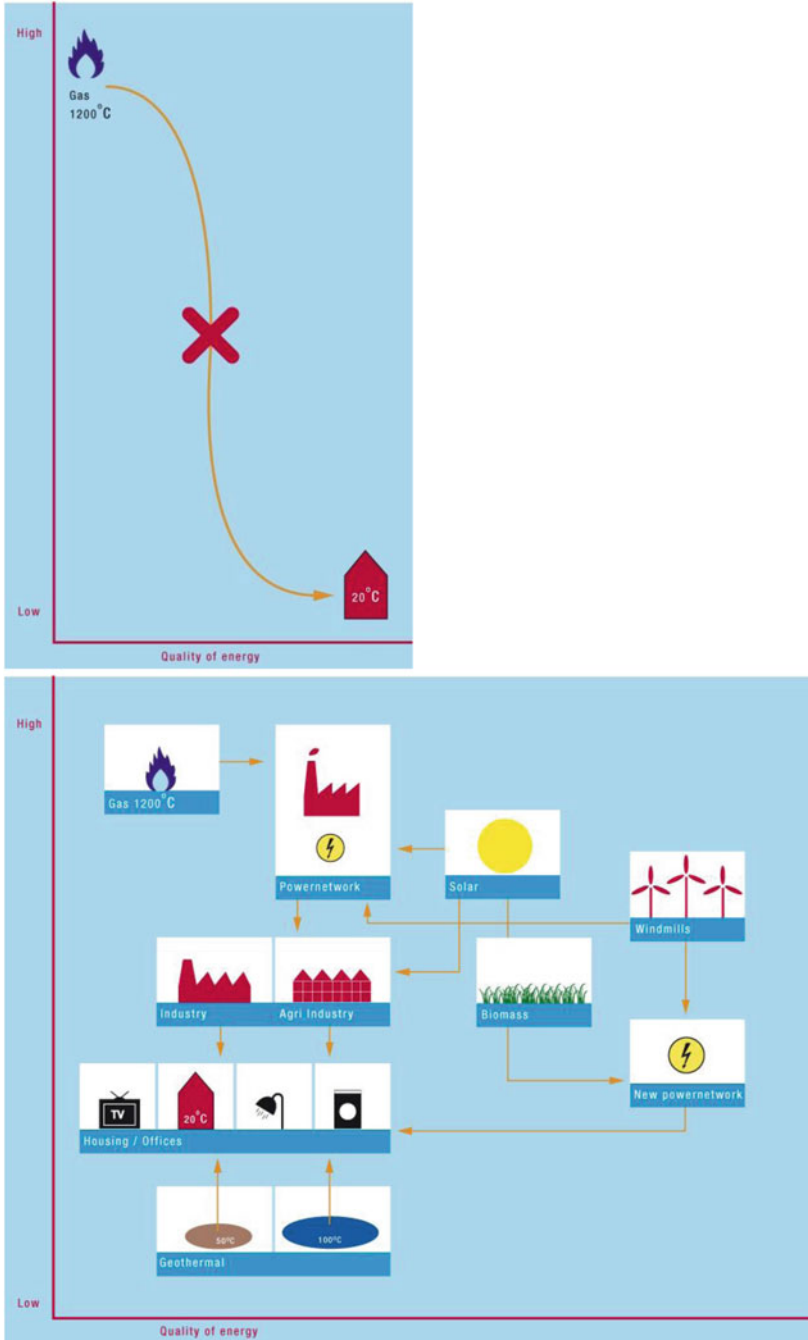 High
Gas
1200°C
20°C
Low
Quality of energy
High
Gas 1200°C
Powernetwork
Solar
Windmills
Industry
Agri Industry
Biomass
New powernetwork
TV
20°C
Housing / Offices
50°C
100°C
Geothermal
Low
Quality of energy